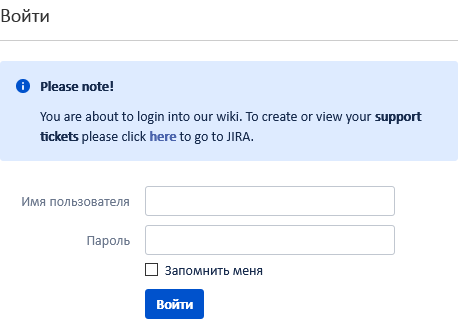 Войти
Please note!
You are about to login into our wiki. To create or view your support
tickets please click here to go to JIRA.
Имя пользователя
Пароль
Запомнить меня
Войти